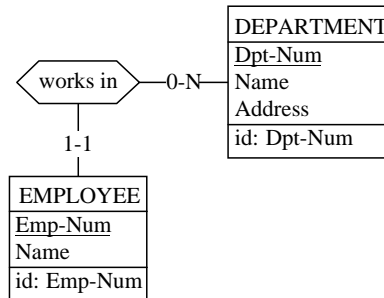 DEPARTMENT
Dpt-Num
Name
Address
id: Dpt-Num
works in
0-N
1-1
EMPLOYEE
Emp-Num
Name
id: Emp-Num